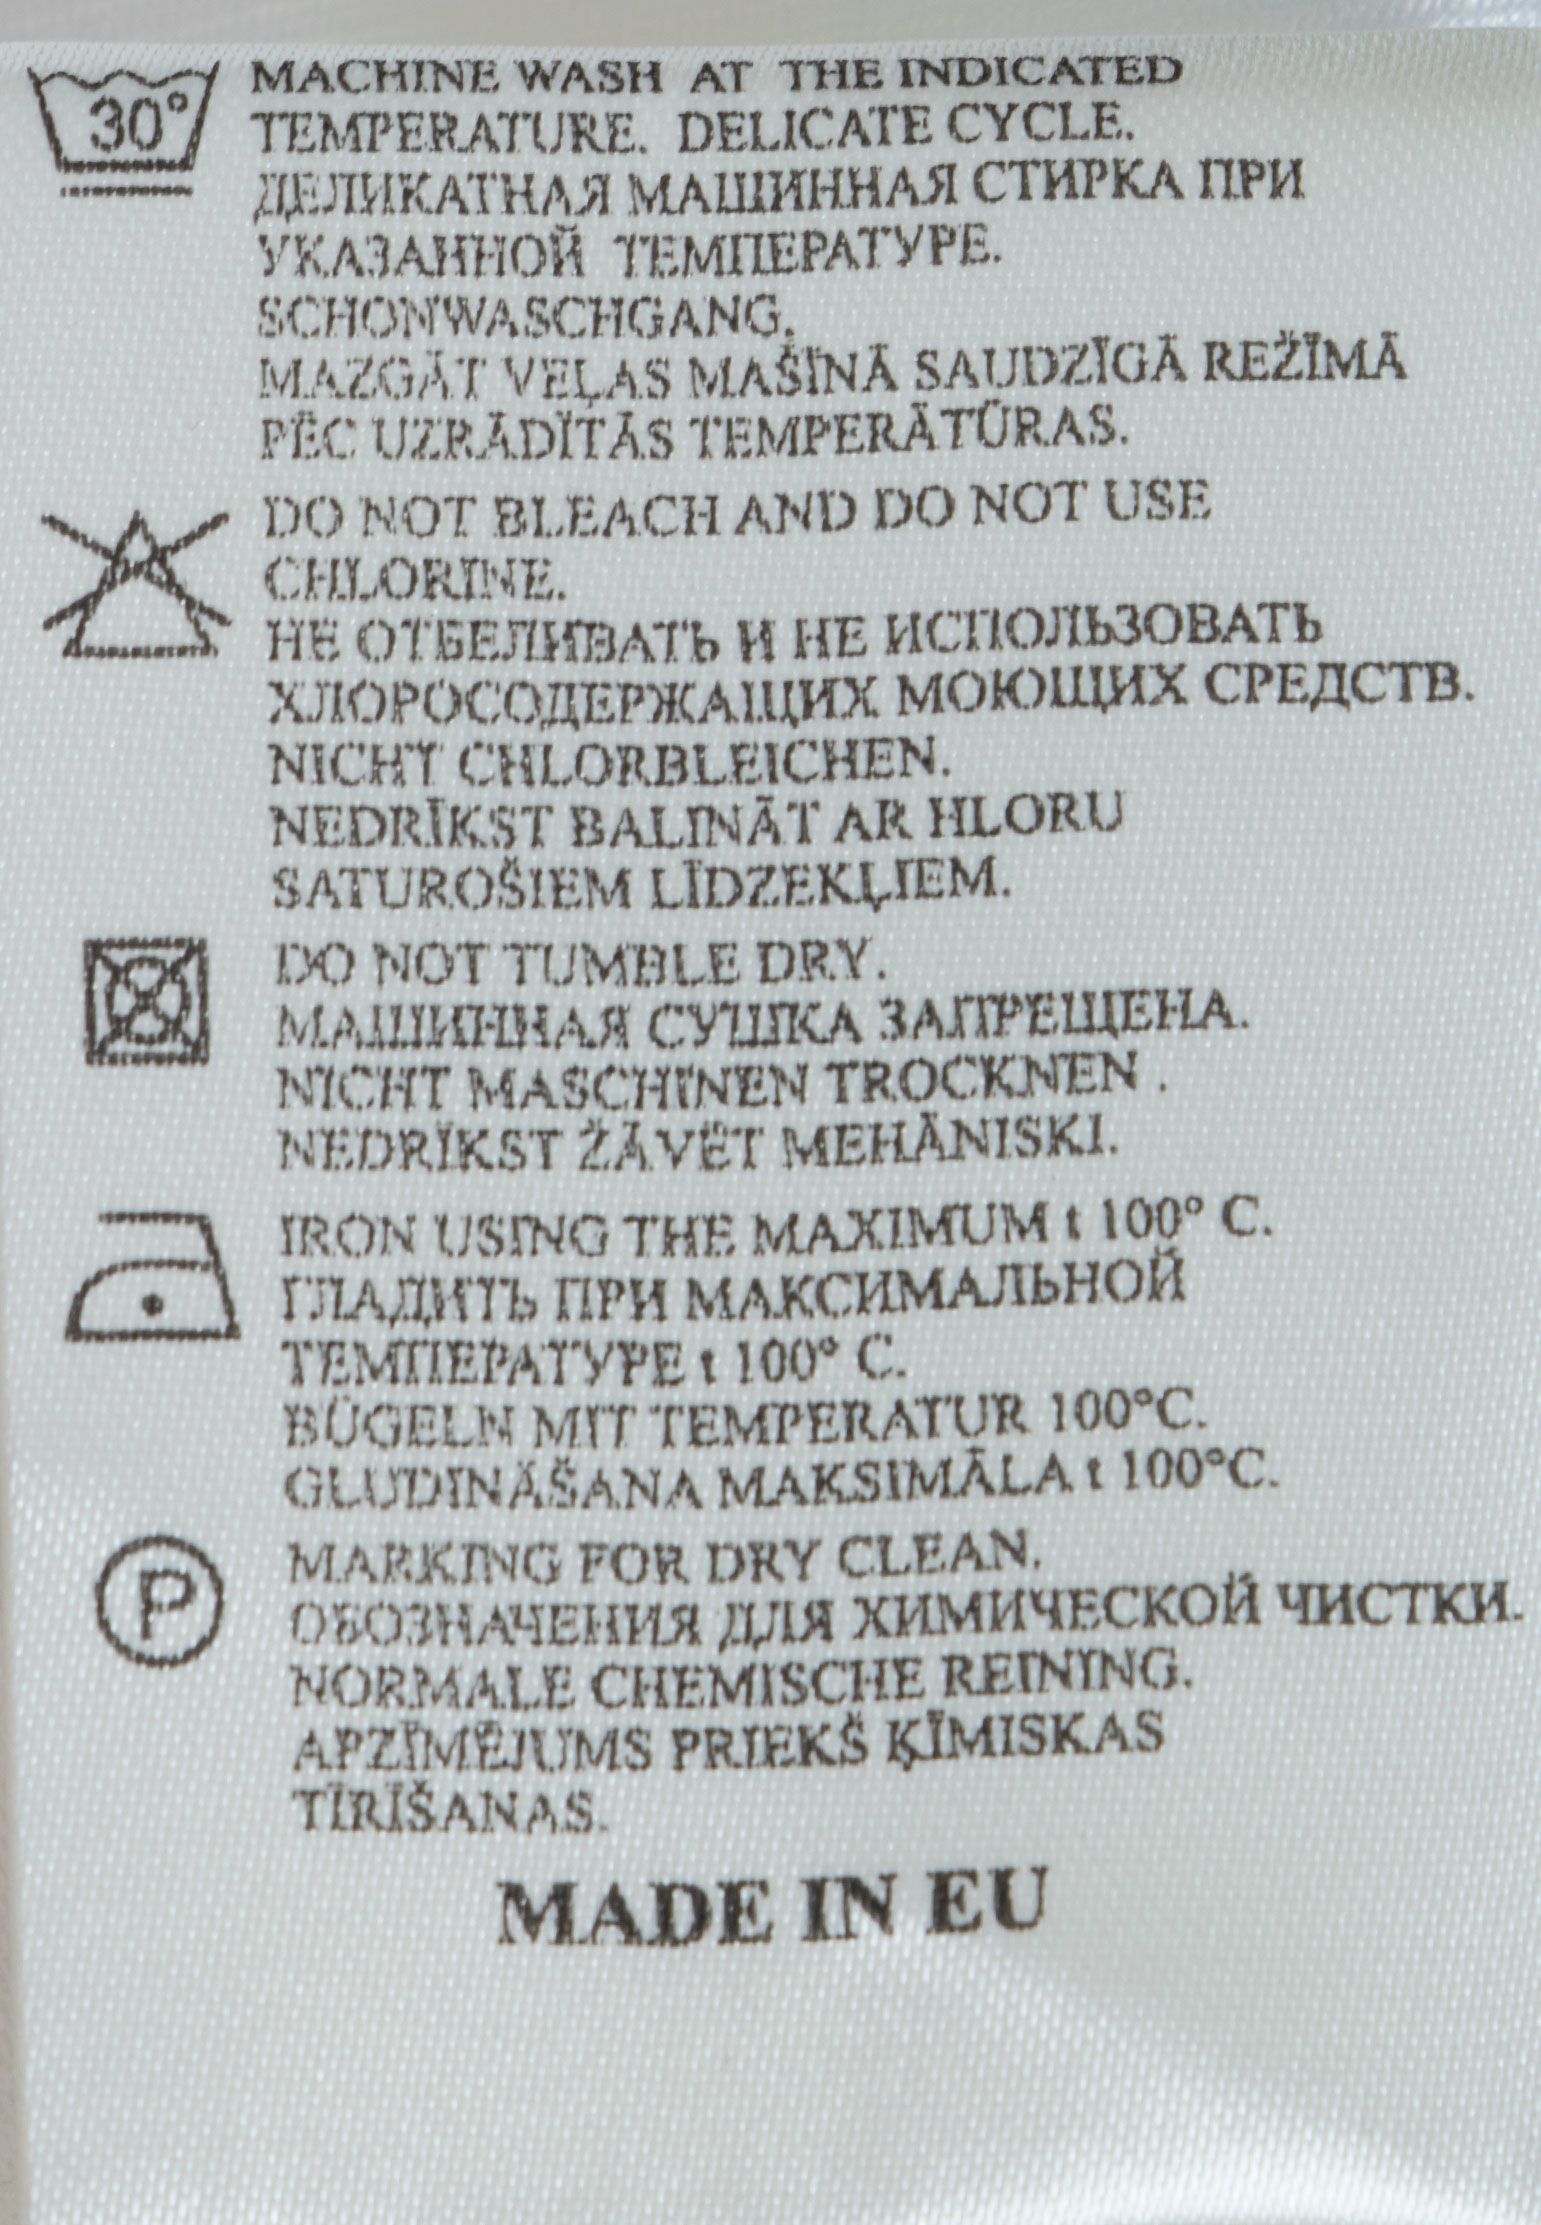 30°
MACHINE WASH AT THE INDICATED
TEMPERATURE. DELICATE CYCLE.
ДЕЛИКАТНАЯ МАШИННАЯ СТИРКА ПРИ
УКАЗАННОЙ ТЕМПЕРАТУРЕ.
SCHONWASCHGANG.
MAZGĀT VEĻAS MAŠĪNĀ SAUDZĪGĀ REŽĪMĀ
PĒC UZRĀDĪTĀS TEMPERĀTŪRAS.
DO NOT BLEACH AND DO NOT USE
CHLORINE.
НЕ ОТБЕЛИВАТЬ И НЕ ИСПОЛЬЗОВАТЬ
ХЛОРОСОДЕРЖАЩИХ МОЮЩИХ СРЕДСТВ.
NICHT CHLORBLEICHEN.
NEDRĪKST BALINĀT AR HLORU
SATUROŠIEM LĪDZEKĻIEM.
DO NOT TUMBLE DRY.
МАШИННАЯ СУШКА ЗАПРЕЩЕНА.
NICHT MASCHINEN TROCKNEN .
NEDRĪKST ŽĀVĒT MEHĀNISKI.
IRON USING THE MAXIMUM t 100° C.
ГЛАДИТЬ ПРИ МАКСИМАЛЬНОЙ
ТЕМПЕРАТУРЕ t 100° C.
BÜGELN MIT TEMPERATUR 100°C.
GLUDINĀŠANA MAKSIMĀLA t 100°C.
P
MARKING FOR DRY CLEAN.
ОБОЗНАЧЕНИЯ ДЛЯ ХИМИЧЕСКОЙ ЧИСТКИ.
NORMALE CHEMISCHE REINING.
APZĪMĒJUMS PRIEKŠ ĶĪMISKAS
TĪRĪŠANAS.
MADE IN EU